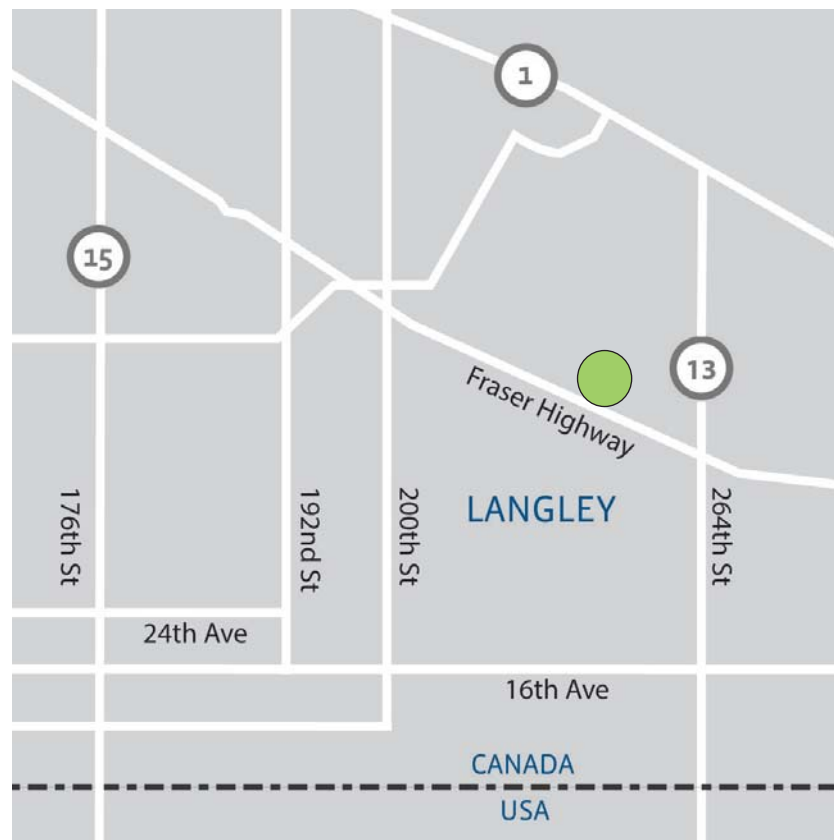 1
15
13
Fraser Highway
176th St
192nd St
200th St
LANGLEY
264th St
24th Ave
16th Ave
CANADA
USA